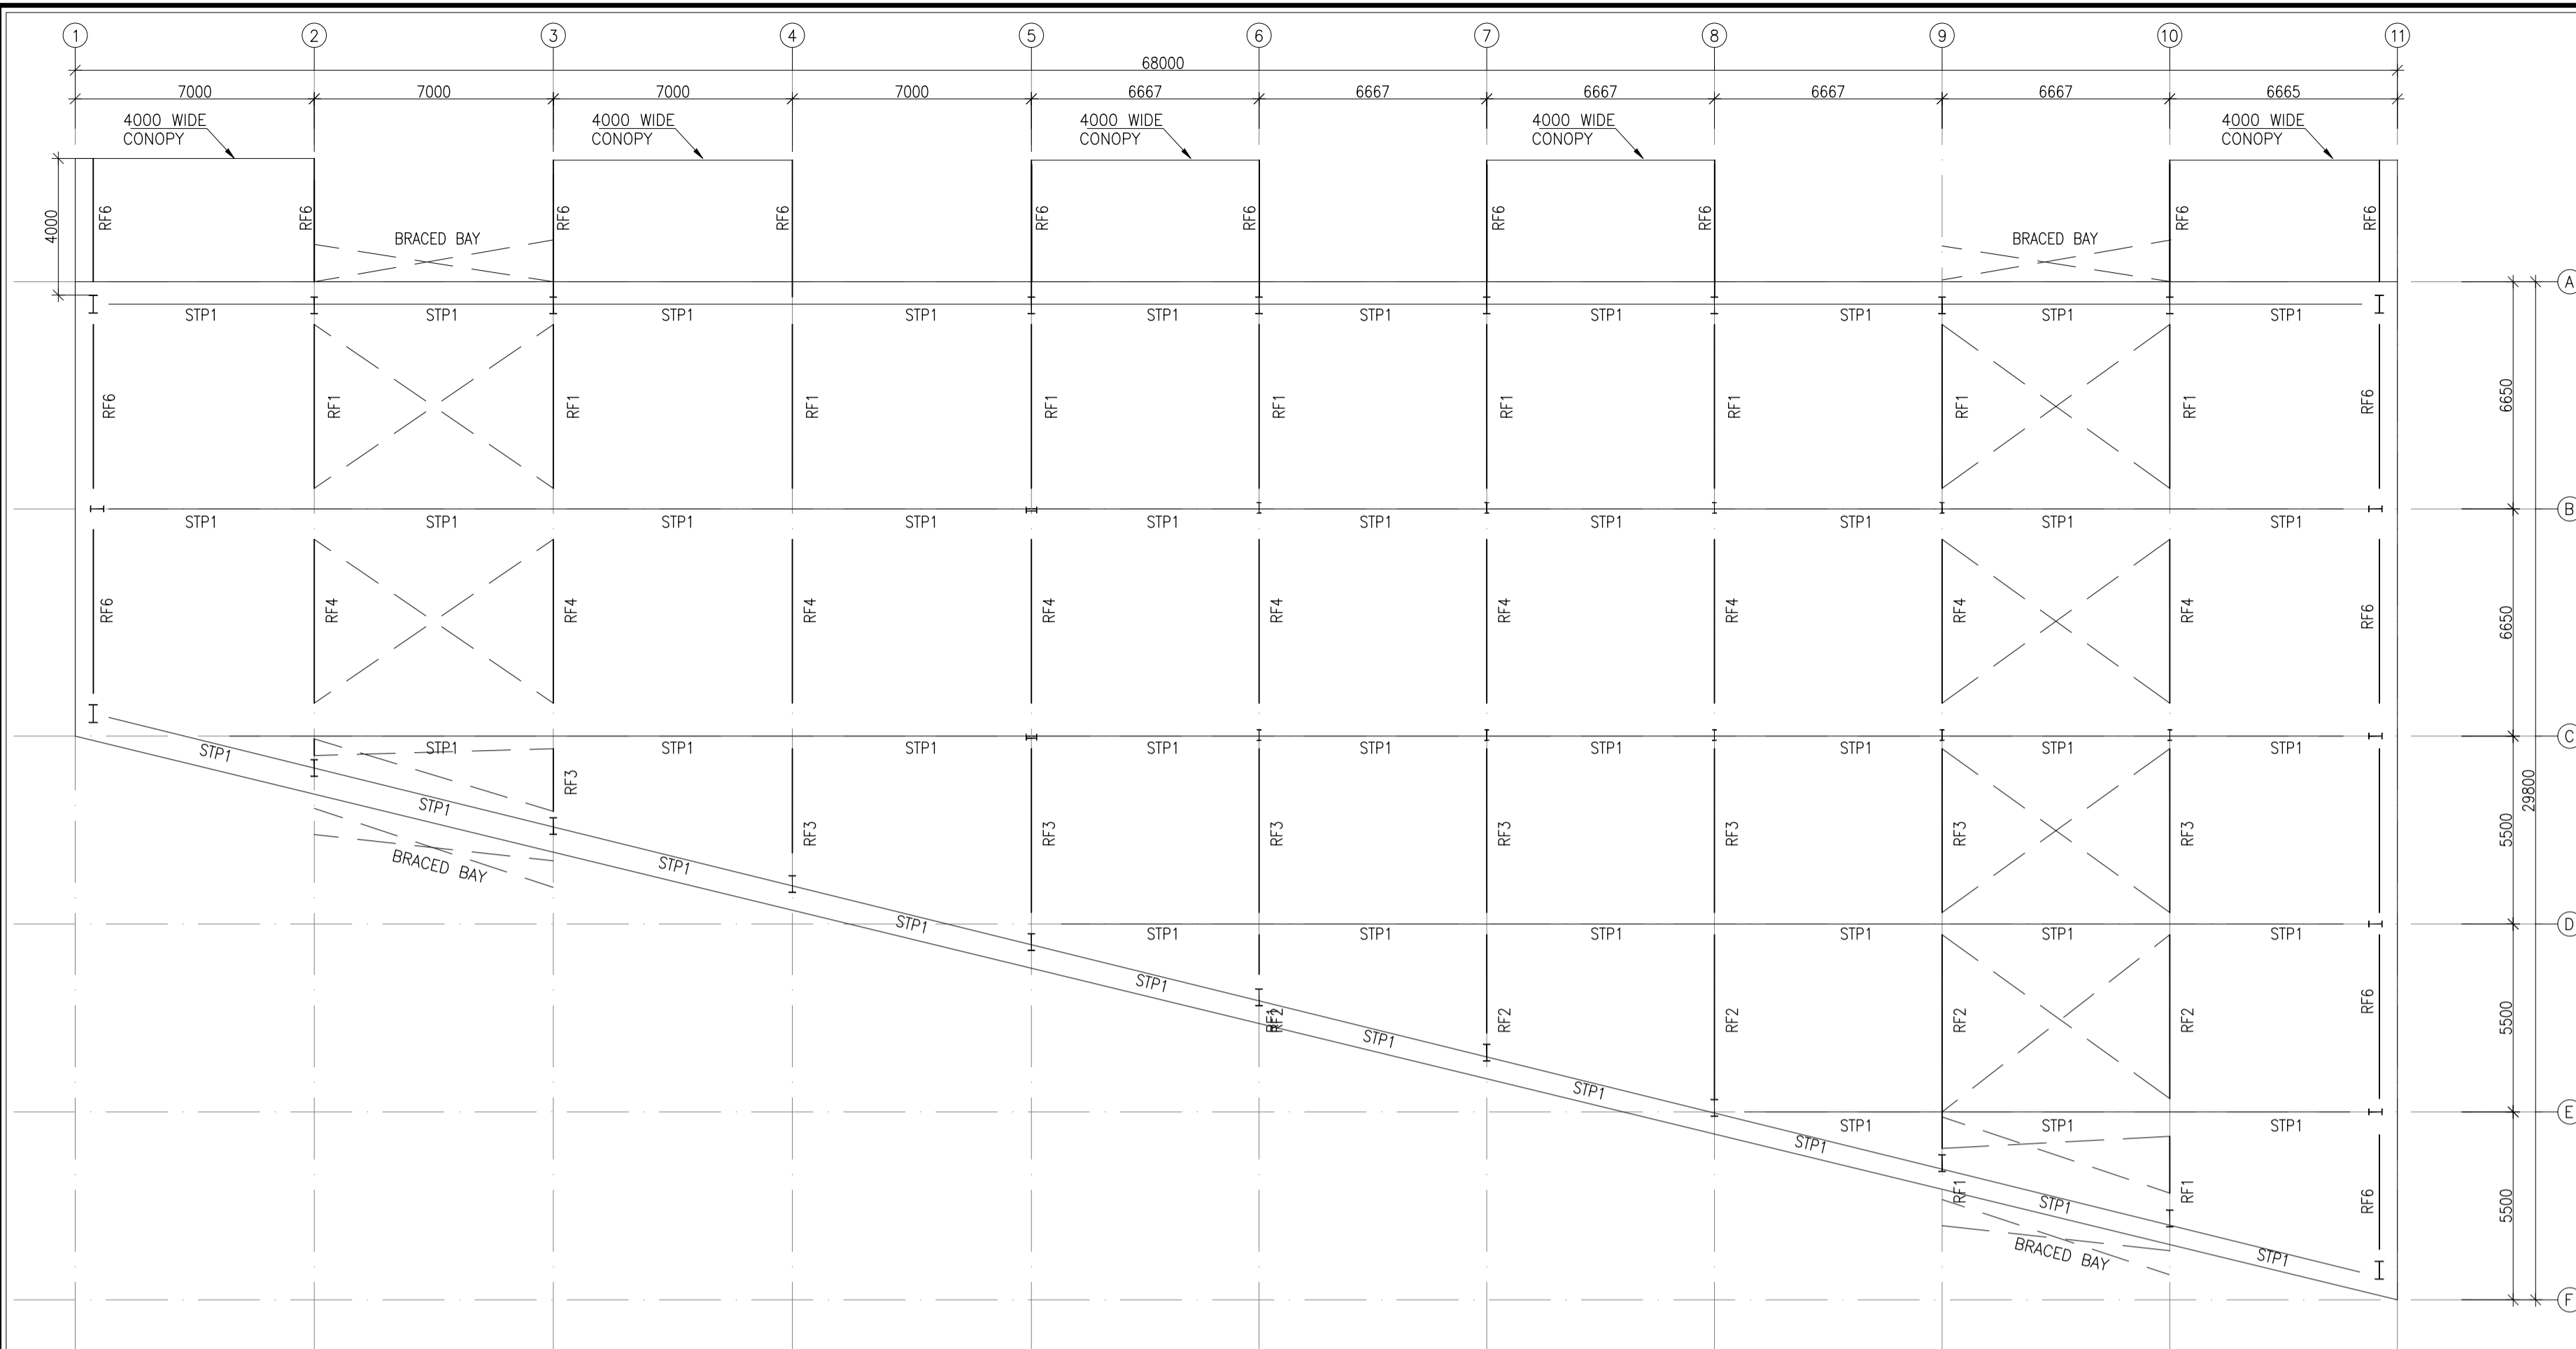 1 2 3 4 5 6 7 8 9 10 11
68000
7000 7000 7000 7000 6667 6667 6667 6667 6667 6665
4000 WIDE 4000 WIDE 4000 WIDE 4000 WIDE 4000 WIDE
CONOPY CONOPY CONOPY CONOPY CONOPY
4000 RF6 RF6 RF6 RF6 RF6 RF6 RF6 RF6 RF6 RF6
BRACED BAY BRACED BAY
A
STP1 STP1 STP1 STP1 STP1 STP1 STP1 STP1 STP1 STP1
RF6 RF1 RF1 RF1 RF1 RF1 RF1 RF1 RF1 RF1 RF6 6650
B
STP1 STP1 STP1 STP1 STP1 STP1 STP1 STP1 STP1 STP1
RF6 RF4 RF4 RF4 RF4 RF4 RF4 RF4 RF4 RF4 RF6 6650
C
STP1 STP1 STP1 STP1 STP1 STP1 STP1 STP1 STP1 STP1
29800
STP1
RF3 RF3 RF3 RF3 RF3 RF3 RF3 RF3 5500
STP1
BRACED BAY
STP1
STP1
D
STP1 STP1 STP1 STP1 STP1 STP1
STP1
RF1 RF2 RF2 RF2 RF2 RF2 RF6 5500
STP1
STP1
E
STP1 STP1 STP1
STP1
RF1 RF1 RF6 5500
STP1
BRACED BAY
STP1
F